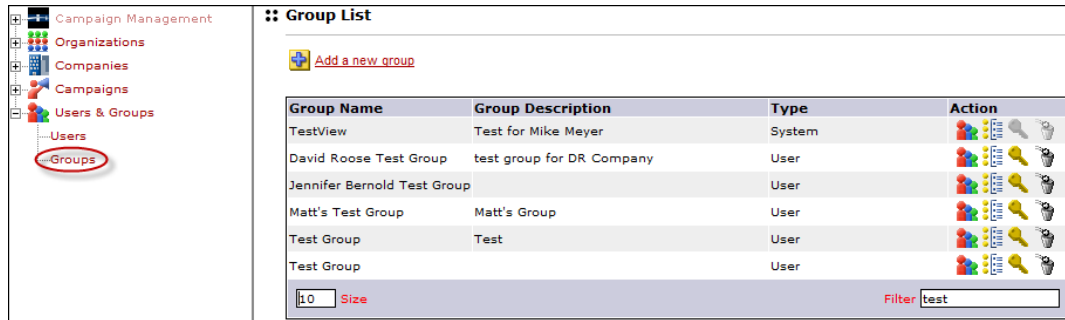 Campaign Management
Organizations
Companies
Campaigns
Users & Groups
Users
Groups
:: Group List
Add a new group
Group Name Group Description Type Action
TestView Test for Mike Meyer System
David Roose Test Group test group for DR Company User
Jennifer Bernold Test Group User
Matt's Test Group Matt's Group User
Test Group Test User
Test Group User
10 Size Filter test